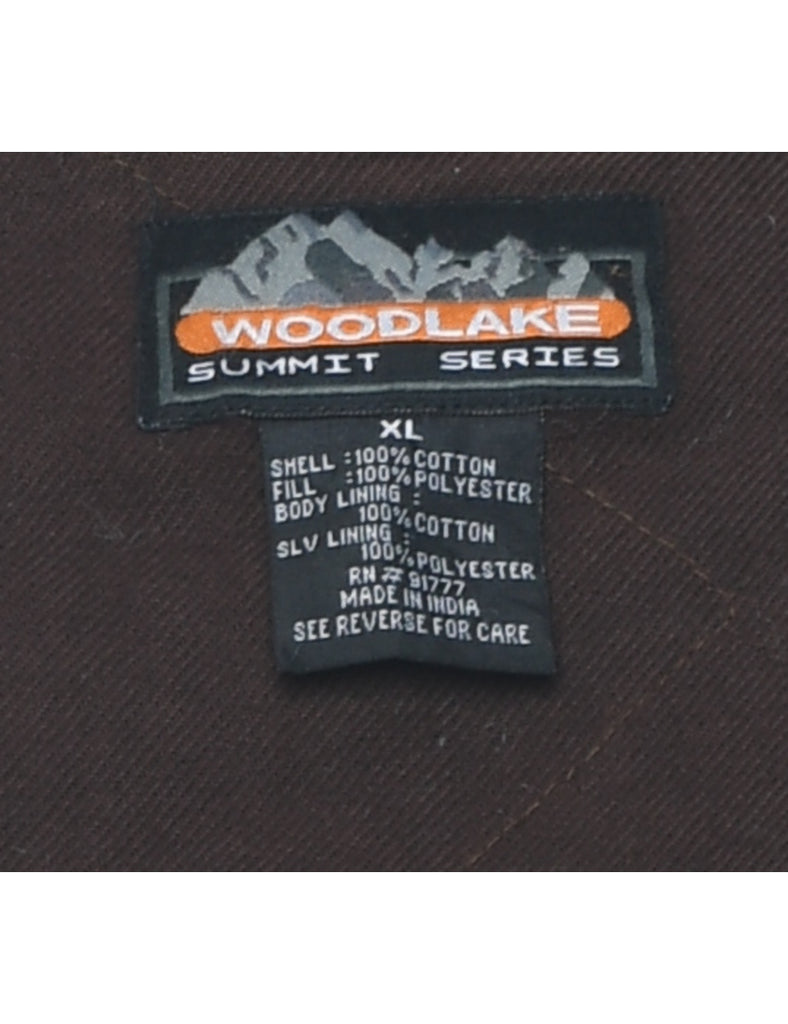 WOODLAKE
SUMMIT SERIES
XL
SHELL :100% COTTON
FILL :100% POLYESTER
BODY LINING :
100% COTTON
SLV LINING :
100% POLYESTER
RN # 91777
MADE IN INDIA
SEE REVERSE FOR CARE